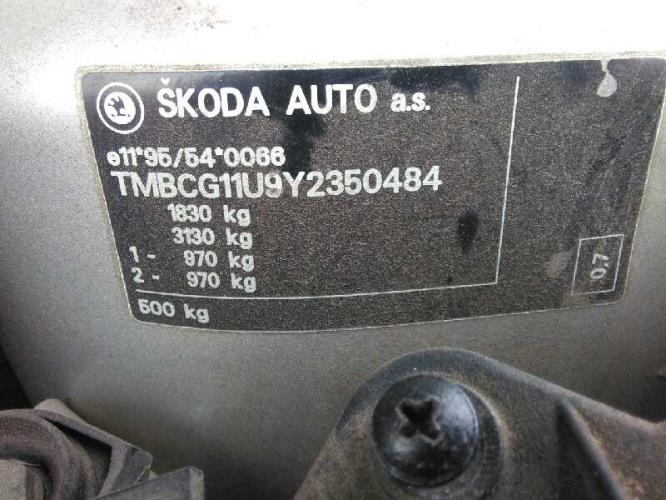 ŠKODA AUTO a.s.
e11*95/54*0066
TMBCG11U9Y2350484
1830 kg
3130 kg
1 - 970 kg
2 - 970 kg
500 kg
0.7